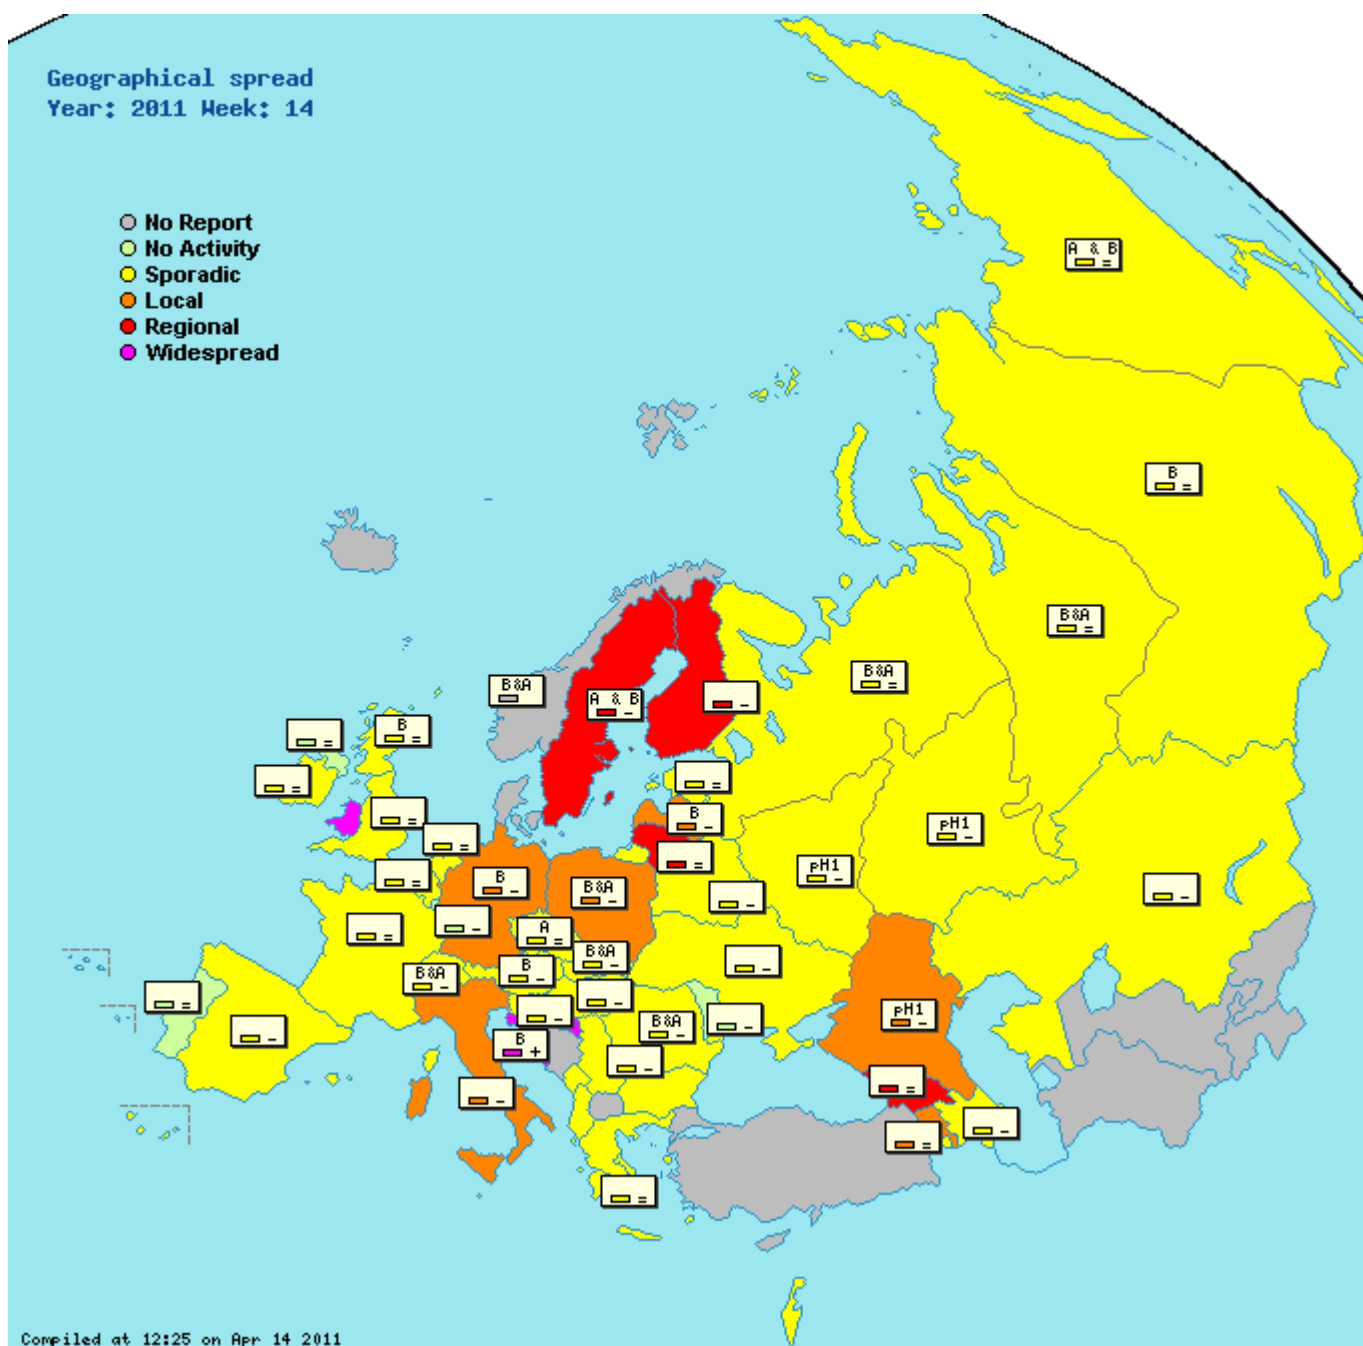 Geographical spread
Year: 2011 Week: 14
No Report
No Activity
Sporadic
Local
Regional
Widespread
A & B
=
B
=
B&A
=
B&A
=
B&A
A & B
-
-
B
=
=
=
=
=
B
-
=
pH1
-
pH1
-
=
=
B
-
B&A
-
-
-
=
-
A
=
B&A
-
-
B
-
B&A
-
=
-
-
B&A
-
-
pH1
-
-
B
+
-
=
-
-
=
=
Compiled at 12:25 on Apr 14 2011